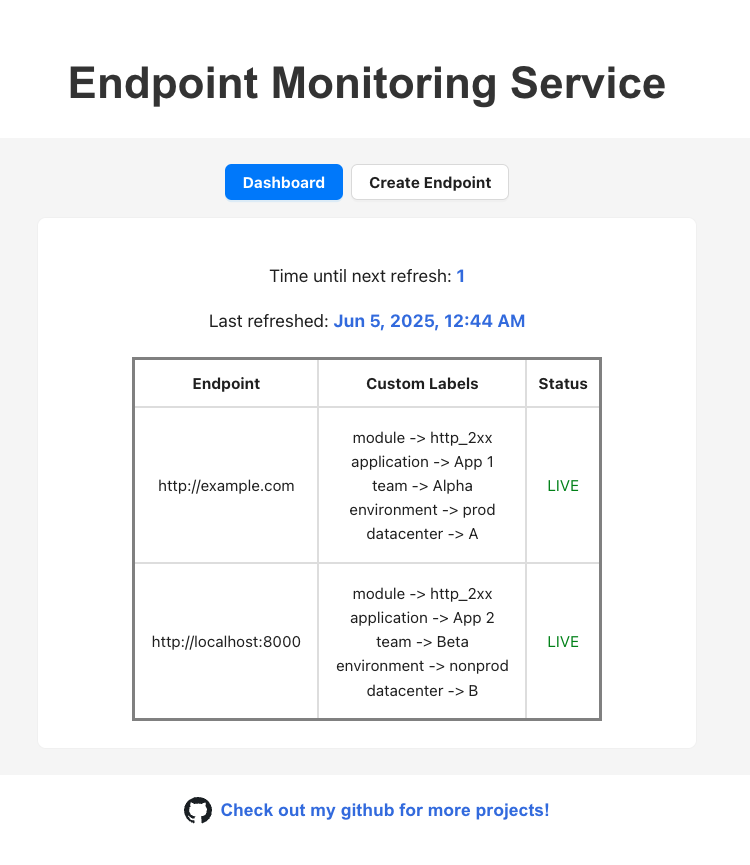 Endpoint Monitoring Service
Dashboard
Create Endpoint
Time until next refresh: 1
Last refreshed: Jun 5, 2025, 12:44 AM
Endpoint
Custom Labels
Status
http://example.com
module -> http_2xx
application -> App 1
team -> Alpha
environment -> prod
datacenter -> A
LIVE
http://localhost:8000
module -> http_2xx
application -> App 2
team -> Beta
environment -> nonprod
datacenter -> B
LIVE
Check out my github for more projects!